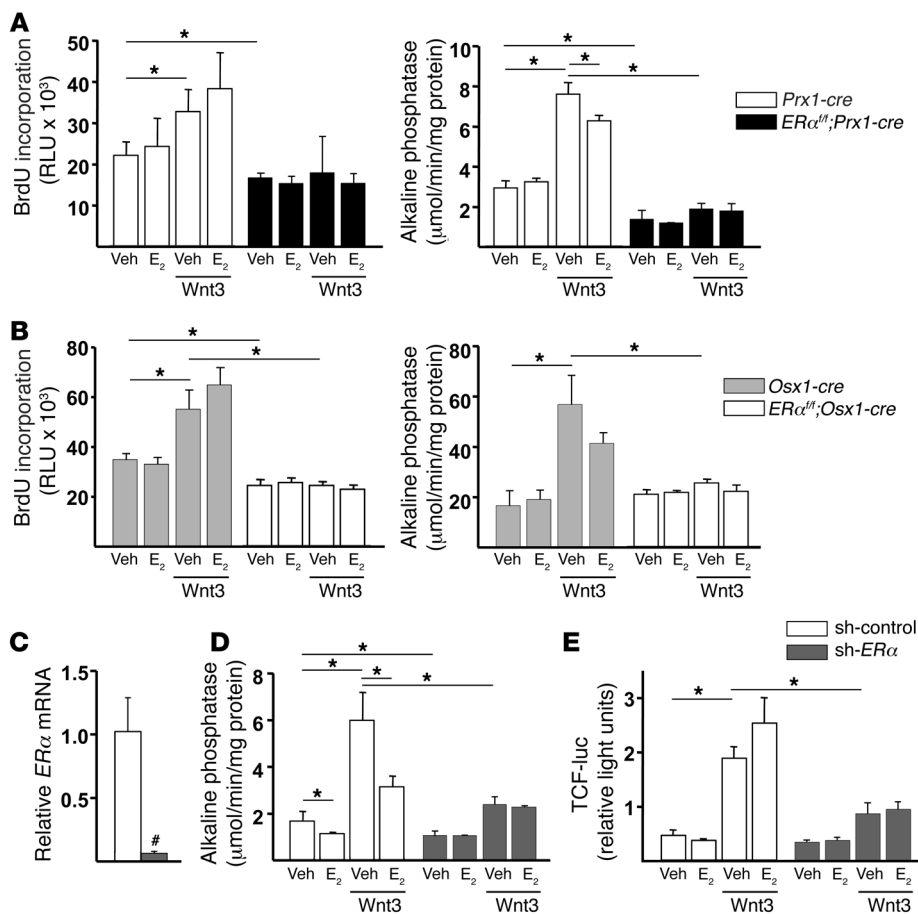 A
BrdU incorporation
(RLU x 10³)
50
40
30
20
10
*
*
Veh E₂ Veh E₂ Veh E₂ Veh E₂
Wnt3 Wnt3
Alkaline phosphatase
(µmol/min/mg protein)
10
8
6
4
2
*
* *
*
Veh E₂ Veh E₂ Veh E₂ Veh E₂
Wnt3 Wnt3
Prx1-cre
ERα^f/f;Prx1-cre
B
BrdU incorporation
(RLU x 10³)
80
60
40
20
*
*
*
Veh E₂ Veh E₂ Veh E₂ Veh E₂
Wnt3 Wnt3
Alkaline phosphatase
(µmol/min/mg protein)
80
60
40
20
* *
Veh E₂ Veh E₂ Veh E₂ Veh E₂
Wnt3 Wnt3
Osx1-cre
ERα^f/f;Osx1-cre
C
Relative ERα mRNA
1.5
1.0
0.5
#
D
Alkaline phosphatase
(µmol/min/mg protein)
8
6
4
2
*
* *
*
*
Veh E₂ Veh E₂ Veh E₂ Veh E₂
Wnt3 Wnt3
sh-control
sh-ERα
E
TCF-luc
(relative light units)
3
2
1
* *
Veh E₂ Veh E₂ Veh E₂ Veh E₂
Wnt3 Wnt3